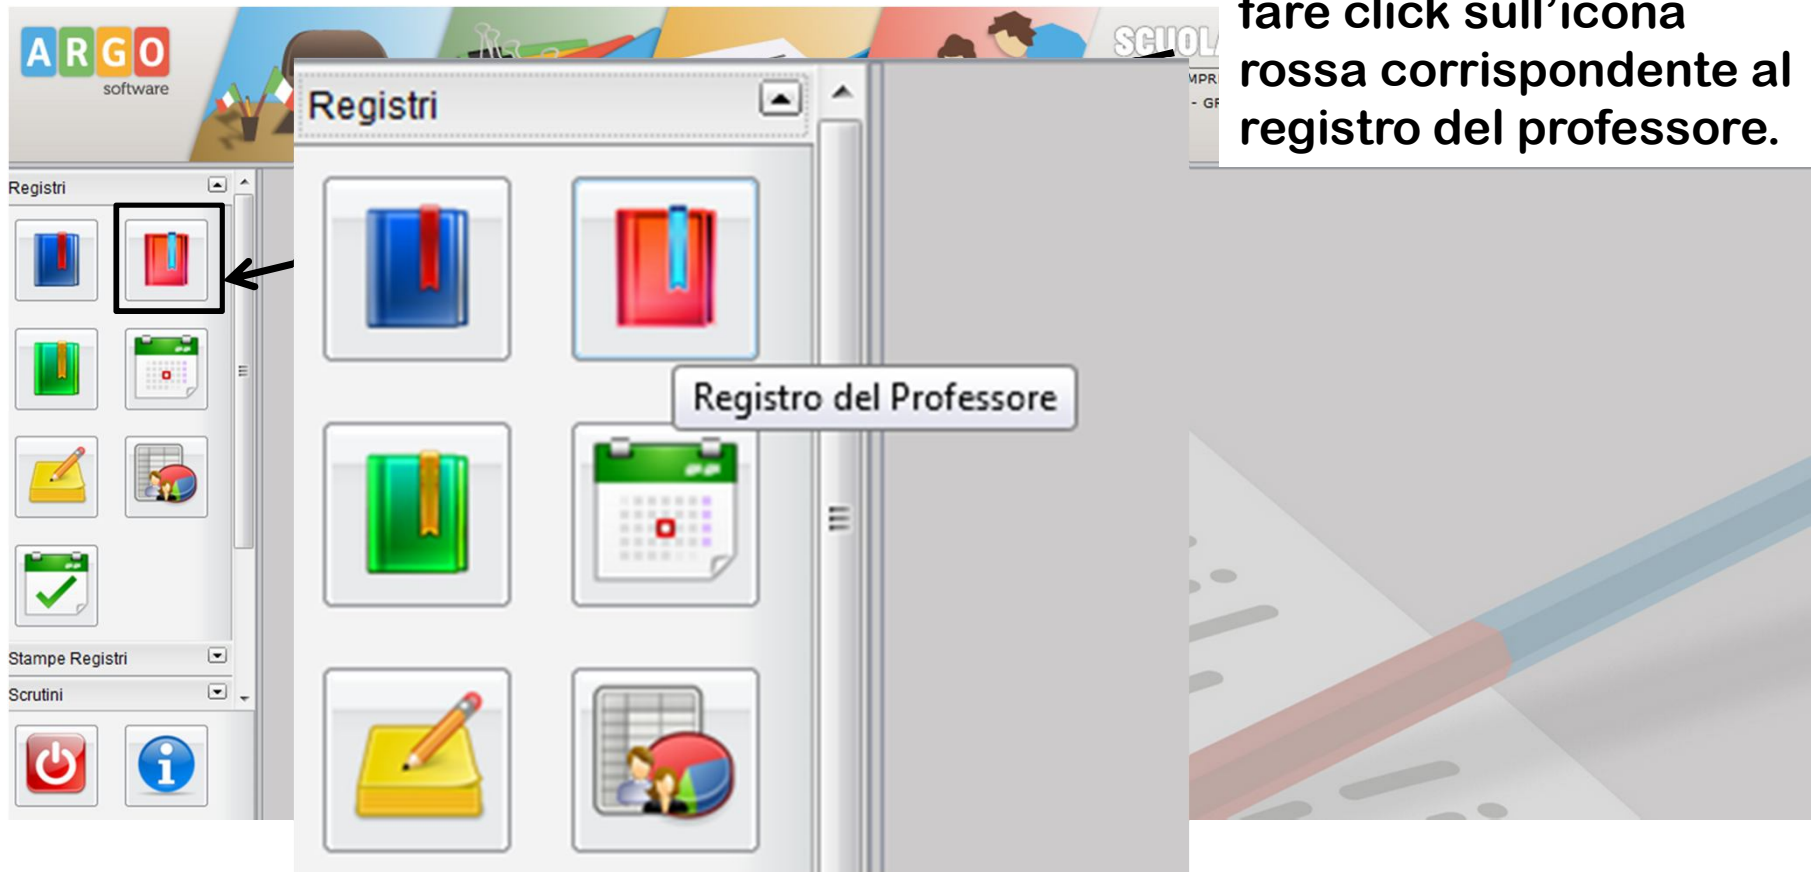 ARGO
software
fare click sull’icona
rossa corrispondente al
registro del professore.
Registri
Stampe Registri
Scrutini
Registri
Registro del Professore